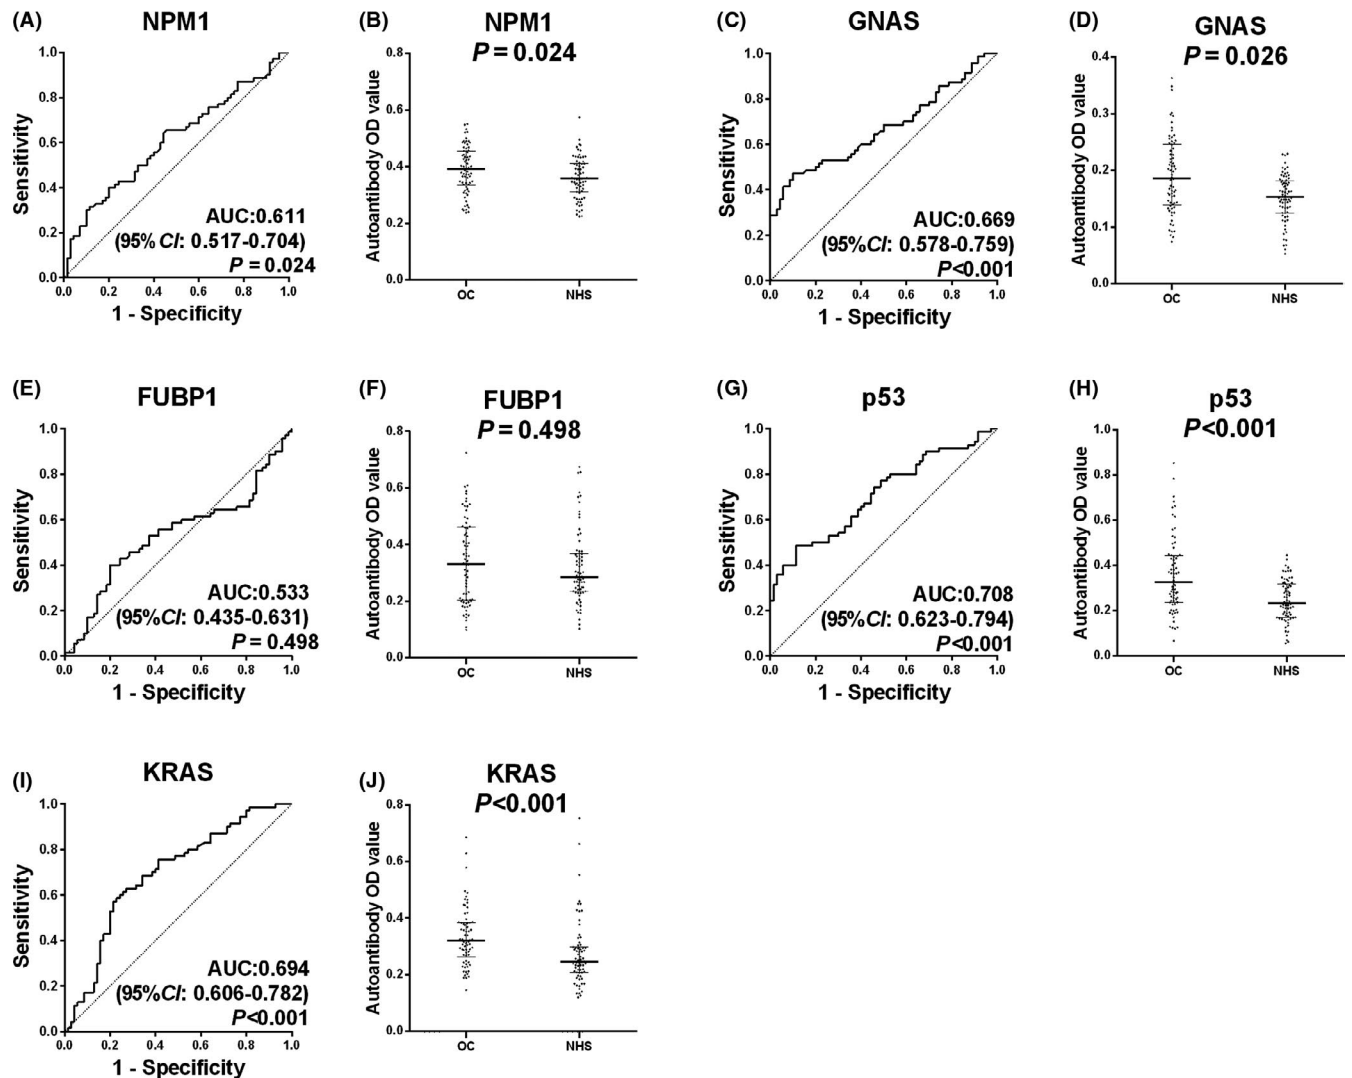 (A)
NPM1
Sensitivity
1.0
0.8
0.6
0.4
0.2
0.0
AUC:0.611
(95%CI: 0.517-0.704)
P = 0.024
0.0 0.2 0.4 0.6 0.8 1.0
1 - Specificity
(B)
NPM1
P = 0.024
Autoantibody OD value
0.8
0.6
0.4
0.2
0.0
OC NHS
(C)
GNAS
Sensitivity
1.0
0.8
0.6
0.4
0.2
0.0
AUC:0.669
(95%CI: 0.578-0.759)
P<0.001
0.0 0.2 0.4 0.6 0.8 1.0
1 - Specificity
(D)
GNAS
P = 0.026
Autoantibody OD value
0.4
0.3
0.2
0.1
0.0
OC NHS
(E)
FUBP1
Sensitivity
1.0
0.8
0.6
0.4
0.2
0.0
AUC:0.533
(95%CI: 0.435-0.631)
P = 0.498
0.0 0.2 0.4 0.6 0.8 1.0
1 - Specificity
(F)
FUBP1
P = 0.498
Autoantibody OD value
0.8
0.6
0.4
0.2
0.0
OC NHS
(G)
p53
Sensitivity
1.0
0.8
0.6
0.4
0.2
0.0
AUC:0.708
(95%CI: 0.623-0.794)
P<0.001
0.0 0.2 0.4 0.6 0.8 1.0
1 - Specificity
(H)
p53
P<0.001
Autoantibody OD value
1.0
0.8
0.6
0.4
0.2
0.0
OC NHS
(I)
KRAS
Sensitivity
1.0
0.8
0.6
0.4
0.2
0.0
AUC:0.694
(95%CI: 0.606-0.782)
P<0.001
0.0 0.2 0.4 0.6 0.8 1.0
1 - Specificity
(J)
KRAS
P<0.001
Autoantibody OD value
0.8
0.6
0.4
0.2
0.0
OC NHS